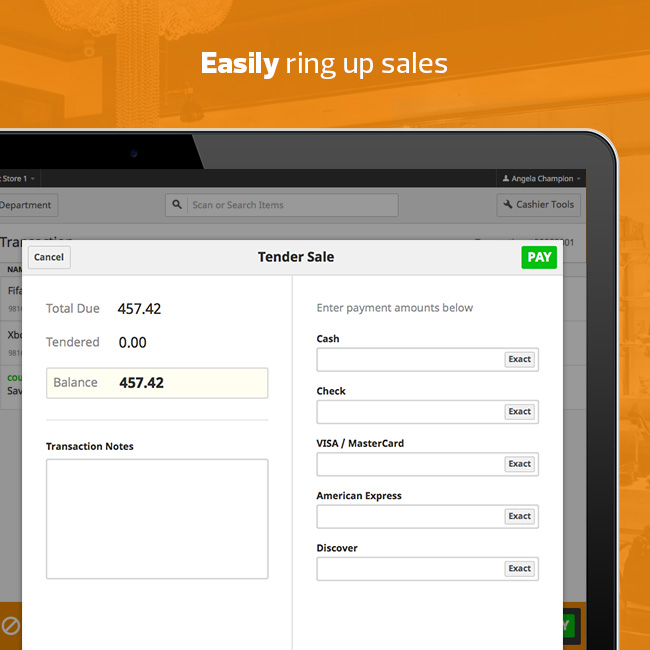 Easily ring up sales
Store 1
Angela Champion
Department
Scan or Search Items
Cashier Tools
Cancel
Tender Sale
PAY
Total Due 457.42
Enter payment amounts below
Tendered 0.00
Cash
Exact
Balance 457.42
Check
Exact
Transaction Notes
VISA / MasterCard
Exact
American Express
Exact
Discover
Exact